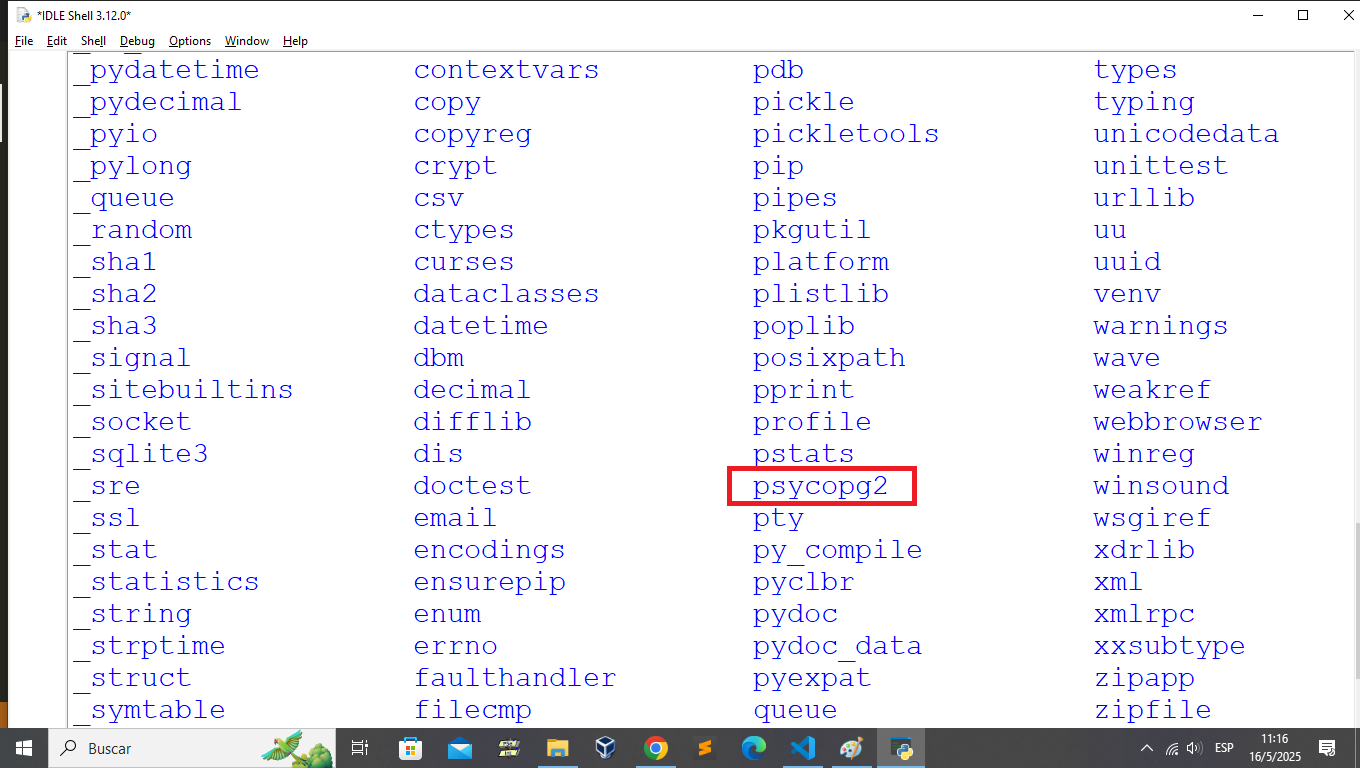 *IDLE Shell 3.12.0*
File Edit Shell Debug Options Window Help
_pydatetime contextvars pdb types
_pydecimal copy pickle typing
_pyio copyreg pickletools unicodedata
_pylong crypt pip unittest
_queue csv pipes urllib
_random ctypes pkgutil uu
_sha1 curses platform uuid
_sha2 dataclasses plistlib venv
_sha3 datetime poplib warnings
_signal dbm posixpath wave
_sitebuiltins decimal pprint weakref
_socket difflib profile webbrowser
_sqlite3 dis pstats winreg
_sre doctest psycopg2 winsound
_ssl email pty wsgiref
_stat encodings py_compile xdrlib
_statistics ensurepip pyclbr xml
_string enum pydoc xmlrpc
_strptime errno pydoc_data xxsubtype
_struct faulthandler pyexpat zipapp
_symtable filecmp queue zipfile
Buscar
ESP
11:16
16/5/2025